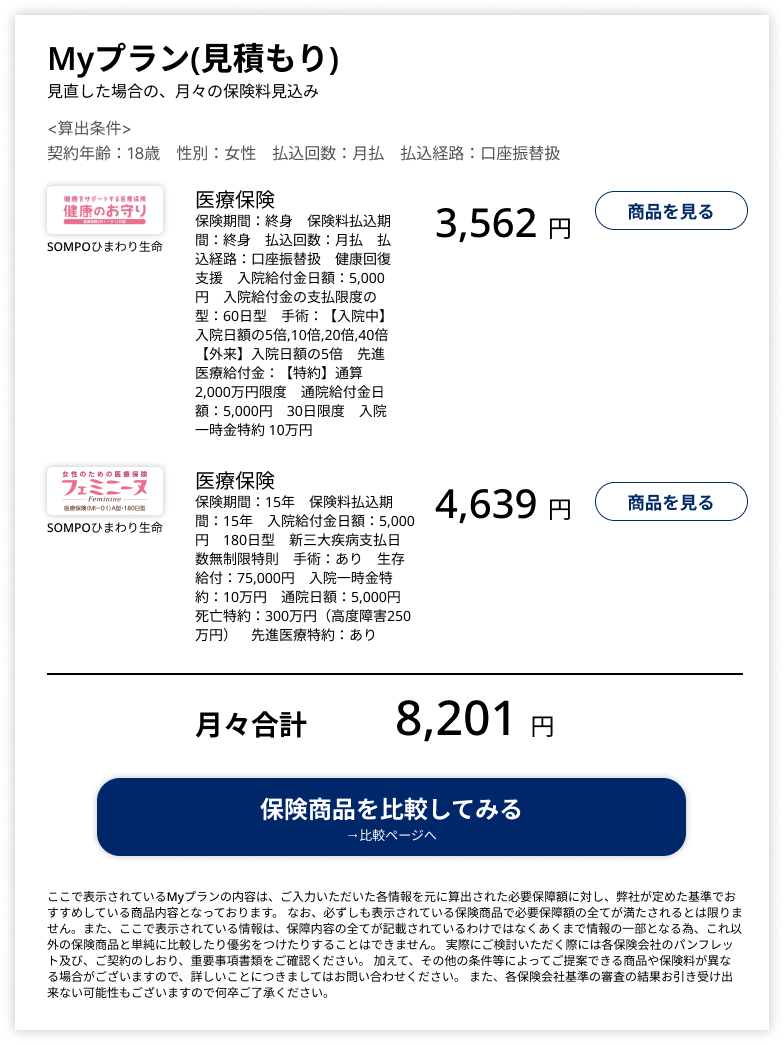 Myプラン(見積もり)
見直した場合の、月々の保険料見込み
<算出条件>
契約年齢：18歳　性別：女性　払込回数：月払　払込経路：口座振替扱
健康をサポートする医療保険
健康のお守り
SOMPOひまわり生命
医療保険
保険期間：終身　保険料払込期
間：終身　払込回数：月払　払
込経路：口座振替扱　健康回復
支援　入院給付金日額：5,000
円　入院給付金の支払限度の
型：60日型　手術：【入院中】
入院日額の5倍,10倍,20倍,40倍
【外来】入院日額の5倍　先進
医療給付金：【特約】通算
2,000万円限度　通院給付金日
額：5,000円　30日限度　入院
一時金特約 10万円
3,562 円
商品を見る
女性のための医療保険
フェミニーヌ
Feminine
医療保険(MI-01)A型・180日型
SOMPOひまわり生命
医療保険
保険期間：15年　保険料払込期
間：15年　入院給付金日額：5,000
円　180日型　新三大疾病支払日
数無制限特則　手術：あり　生存
給付：75,000円　入院一時金特
約：10万円　通院日額：5,000円
死亡特約：300万円（高度障害250
万円）　先進医療特約：あり
4,639 円
商品を見る
月々合計 8,201 円
保険商品を比較してみる
→比較ページへ
ここで表示されているMyプランの内容は、ご入力いただいた各情報を元に算出された必要保障額に対し、弊社が定めた基準でお
すすめしている商品内容となっております。 なお、必ずしも表示されている保険商品で必要保障額の全てが満たされるとは限りま
せん。また、ここで表示されている情報は、保障内容の全てが記載されているわけではなくあくまで情報の一部となる為、これ以
外の保険商品と単純に比較したり優劣をつけたりすることはできません。 実際にご検討いただく際には各保険会社のパンフレッ
ト及び、ご契約のしおり、重要事項書類をご確認ください。 加えて、その他の条件等によってご提案できる商品や保険料が異な
る場合がございますので、詳しいことにつきましてはお問い合わせください。 また、各保険会社基準の審査の結果お引き受け出
来ない可能性もございますので何卒ご了承ください。